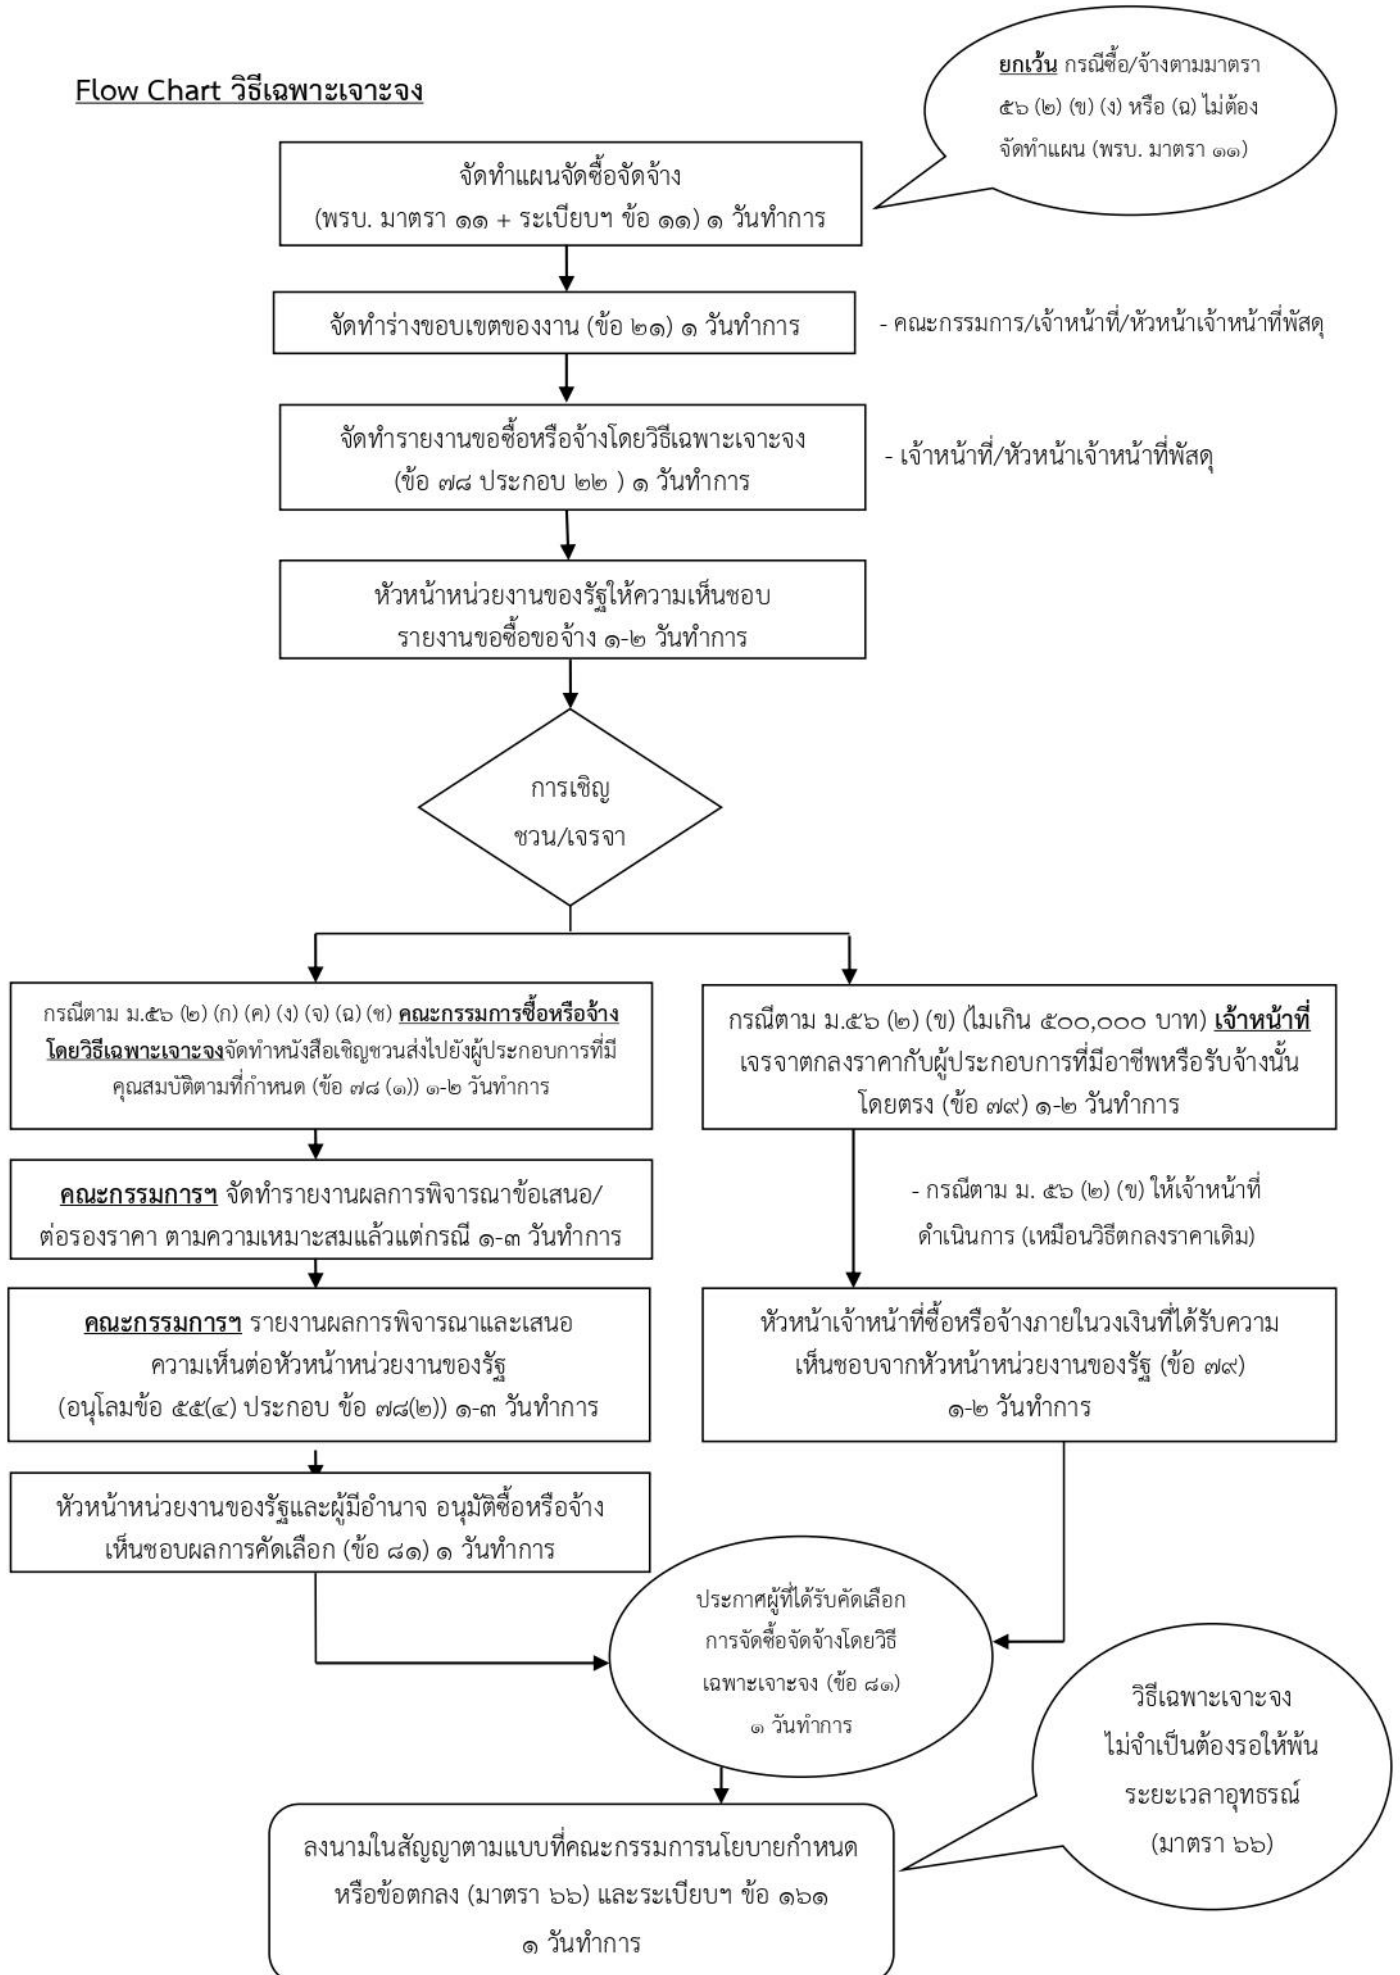 Flow Chart วิธีเฉพาะเจาะจง
ยกเว้น กรณีซื้อ/จ้างตามมาตรา
๕๖ (๒) (ข) (ง) หรือ (ฉ) ไม่ต้อง
จัดทำแผน (พรบ. มาตรา ๑๑)
จัดทำแผนจัดซื้อจัดจ้าง
(พรบ. มาตรา ๑๑ + ระเบียบฯ ข้อ ๑๑) ๑ วันทำการ
จัดทำร่างขอบเขตของงาน (ข้อ ๒๑) ๑ วันทำการ
- คณะกรรมการ/เจ้าหน้าที่/หัวหน้าเจ้าหน้าที่พัสดุ
จัดทำรายงานขอซื้อหรือจ้างโดยวิธีเฉพาะเจาะจง
(ข้อ ๗๘ ประกอบ ๒๒ ) ๑ วันทำการ
- เจ้าหน้าที่/หัวหน้าเจ้าหน้าที่พัสดุ
หัวหน้าหน่วยงานของรัฐให้ความเห็นชอบ
รายงานขอซื้อขอจ้าง ๑-๒ วันทำการ
การเชิญ
ชวน/เจรจา
กรณีตาม ม.๕๖ (๒) (ก) (ค) (ง) (จ) (ฉ) (ช) คณะกรรมการซื้อหรือจ้าง
โดยวิธีเฉพาะเจาะจงจัดทำหนังสือเชิญชวนส่งไปยังผู้ประกอบการที่มี
คุณสมบัติตามที่กำหนด (ข้อ ๗๘ (๑)) ๑-๒ วันทำการ
กรณีตาม ม.๕๖ (๒) (ข) (ไมเกิน ๕๐๐,๐๐๐ บาท) เจ้าหน้าที่
เจรจาตกลงราคากับผู้ประกอบการที่มีอาชีพหรือรับจ้างนั้น
โดยตรง (ข้อ ๗๙) ๑-๒ วันทำการ
คณะกรรมการฯ จัดทำรายงานผลการพิจารณาข้อเสนอ/
ต่อรองราคา ตามความเหมาะสมแล้วแต่กรณี ๑-๓ วันทำการ
- กรณีตาม ม. ๕๖ (๒) (ข) ให้เจ้าหน้าที่
ดำเนินการ (เหมือนวิธีตกลงราคาเดิม)
คณะกรรมการฯ รายงานผลการพิจารณาและเสนอ
ความเห็นต่อหัวหน้าหน่วยงานของรัฐ
(อนุโลมข้อ ๕๕(๔) ประกอบ ข้อ ๗๘(๒)) ๑-๓ วันทำการ
หัวหน้าเจ้าหน้าที่ซื้อหรือจ้างภายในวงเงินที่ได้รับความ
เห็นชอบจากหัวหน้าหน่วยงานของรัฐ (ข้อ ๗๙)
๑-๒ วันทำการ
หัวหน้าหน่วยงานของรัฐและผู้มีอำนาจ อนุมัติซื้อหรือจ้าง
เห็นชอบผลการคัดเลือก (ข้อ ๘๑) ๑ วันทำการ
ประกาศผู้ที่ได้รับคัดเลือก
การจัดซื้อจัดจ้างโดยวิธี
เฉพาะเจาะจง (ข้อ ๘๑)
๑ วันทำการ
วิธีเฉพาะเจาะจง
ไม่จำเป็นต้องรอให้พ้น
ระยะเวลาอุทธรณ์
(มาตรา ๖๖)
ลงนามในสัญญาตามแบบที่คณะกรรมการนโยบายกำหนด
หรือข้อตกลง (มาตรา ๖๖) และระเบียบฯ ข้อ ๑๖๑
๑ วันทำการ